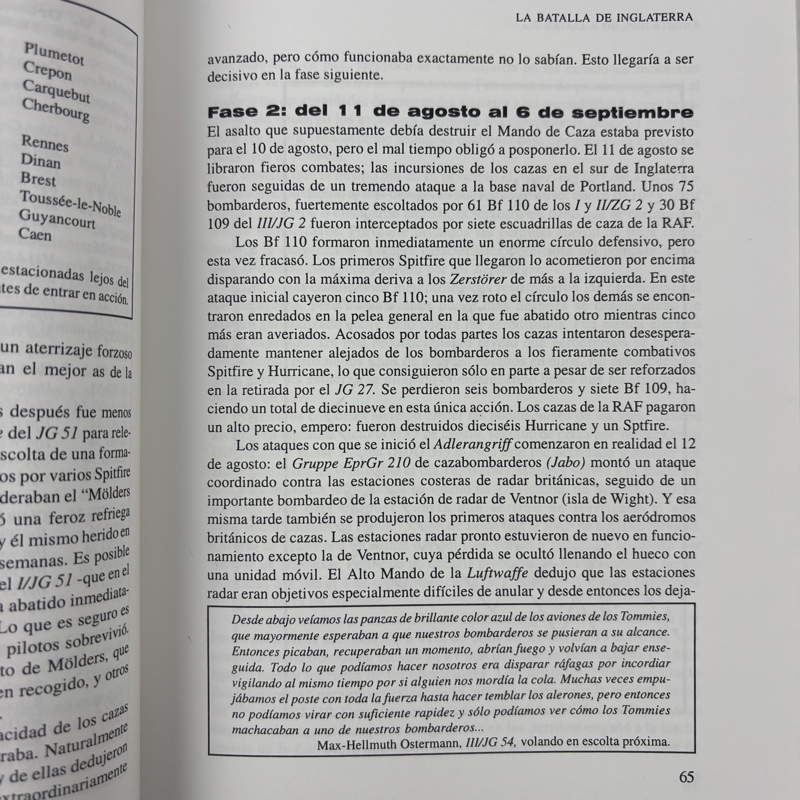 Plumetot
Crepon
Carquebut
Cherbourg
Rennes
Dinan
Brest
Toussée-le-Noble
Guyancourt
Caen
estacionadas lejos del
tes de entrar en acción.
un aterrizaje forzoso
an el mejor as de la
s después fue menos
e del JG 51 para rele-
scolta de una forma-
os por varios Spitfire
deraban el "Mölders
ó una feroz refriega
y él mismo herido en
semanas. Es posible
el I/JG 51 -que en el
a abatido inmediata-
Lo que es seguro es
pilotos sobrevivió.
to de Mölders, que
en recogido, y otros
acidad de los cazas
raba. Naturalmente
y de ellas dedujeron
extraordinariamente
LA BATALLA DE INGLATERRA
avanzado, pero cómo funcionaba exactamente no lo sabían. Esto llegaría a ser
decisivo en la fase siguiente.
Fase 2: del 11 de agosto al 6 de septiembre
El asalto que supuestamente debía destruir el Mando de Caza estaba previsto
para el 10 de agosto, pero el mal tiempo obligó a posponerlo. El 11 de agosto se
libraron fieros combates; las incursiones de los cazas en el sur de Inglaterra
fueron seguidas de un tremendo ataque a la base naval de Portland. Unos 75
bombarderos, fuertemente escoltados por 61 Bf 110 de los I y II/ZG 2 y 30 Bf
109 del III/JG 2 fueron interceptados por siete escuadrillas de caza de la RAF.
Los Bf 110 formaron inmediatamente un enorme círculo defensivo, pero
esta vez fracasó. Los primeros Spitfire que llegaron lo acometieron por encima
disparando con la máxima deriva a los Zerstörer de más a la izquierda. En este
ataque inicial cayeron cinco Bf 110; una vez roto el círculo los demás se encon-
traron enredados en la pelea general en la que fue abatido otro mientras cinco
más eran averiados. Acosados por todas partes los cazas intentaron desespera-
damente mantener alejados de los bombarderos a los fieramente combativos
Spitfire y Hurricane, lo que consiguieron sólo en parte a pesar de ser reforzados
en la retirada por el JG 27. Se perdieron seis bombarderos y siete Bf 109, ha-
ciendo un total de diecinueve en esta única acción. Los cazas de la RAF pagaron
un alto precio, empero: fueron destruidos dieciséis Hurricane y un Sptfire.
Los ataques con que se inició el Adlerangriff comenzaron en realidad el 12
de agosto: el Gruppe EprGr 210 de cazabombarderos (Jabo) montó un ataque
coordinado contra las estaciones costeras de radar británicas, seguido de un
importante bombardeo de la estación de radar de Ventnor (isla de Wight). Y esa
misma tarde también se produjeron los primeros ataques contra los aeródromos
británicos de cazas. Las estaciones radar pronto estuvieron de nuevo en funcio-
namiento excepto la de Ventnor, cuya pérdida se ocultó llenando el hueco con
una unidad móvil. El Alto Mando de la Luftwaffe dedujo que las estaciones
radar eran objetivos especialmente difíciles de anular y desde entonces los deja-
Desde abajo veíamos las panzas de brillante color azul de los aviones de los Tommies,
que mayormente esperaban a que nuestros bombarderos se pusieran a su alcance.
Entonces picaban, recuperaban un momento, abrían fuego y volvían a bajar ense-
guida. Todo lo que podíamos hacer nosotros era disparar ráfagas por incordiar
vigilando al mismo tiempo por si alguien nos mordía la cola. Muchas veces empu-
jábamos el poste con toda la fuerza hasta hacer temblar los alerones, pero entonces
no podíamos virar con suficiente rapidez y sólo podíamos ver cómo los Tommies
machacaban a uno de nuestros bombarderos...
Max-Hellmuth Ostermann, III/JG 54, volando en escolta próxima.
65